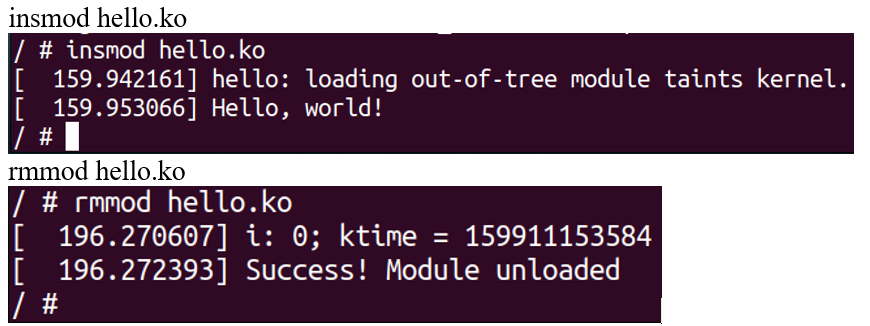 insmod hello.ko
/ # insmod hello.ko
[  159.942161] hello: loading out-of-tree module taints kernel.
[  159.953066] Hello, world!
/ #
rmmod hello.ko
/ # rmmod hello.ko
[  196.270607] i: 0; ktime = 159911153584
[  196.272393] Success! Module unloaded
/ #